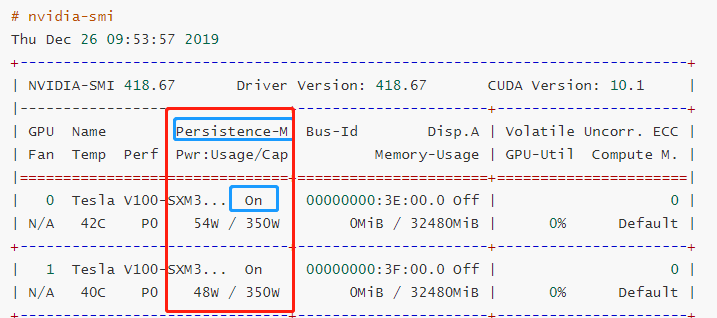 # nvidia-smi
Thu Dec 26 09:53:57 2019
+-----------------------------------------------------------------------------+
| NVIDIA-SMI 418.67       Driver Version: 418.67       CUDA Version: 10.1     |
|-------------------------------+----------------------+----------------------+
| GPU  Name        Persistence-M| Bus-Id        Disp.A | Volatile Uncorr. ECC |
| Fan  Temp  Perf  Pwr:Usage/Cap|         Memory-Usage | GPU-Util  Compute M. |
|===============================+======================+======================|
|   0  Tesla V100-SXM3...  On   | 00000000:3E:00.0 Off |                    0 |
| N/A   42C    P0    54W / 350W |      0MiB / 32480MiB |      0%      Default |
+-------------------------------+----------------------+----------------------+
|   1  Tesla V100-SXM3...  On   | 00000000:3F:00.0 Off |                    0 |
| N/A   40C    P0    48W / 350W |      0MiB / 32480MiB |      0%      Default |
+-------------------------------+----------------------+----------------------+